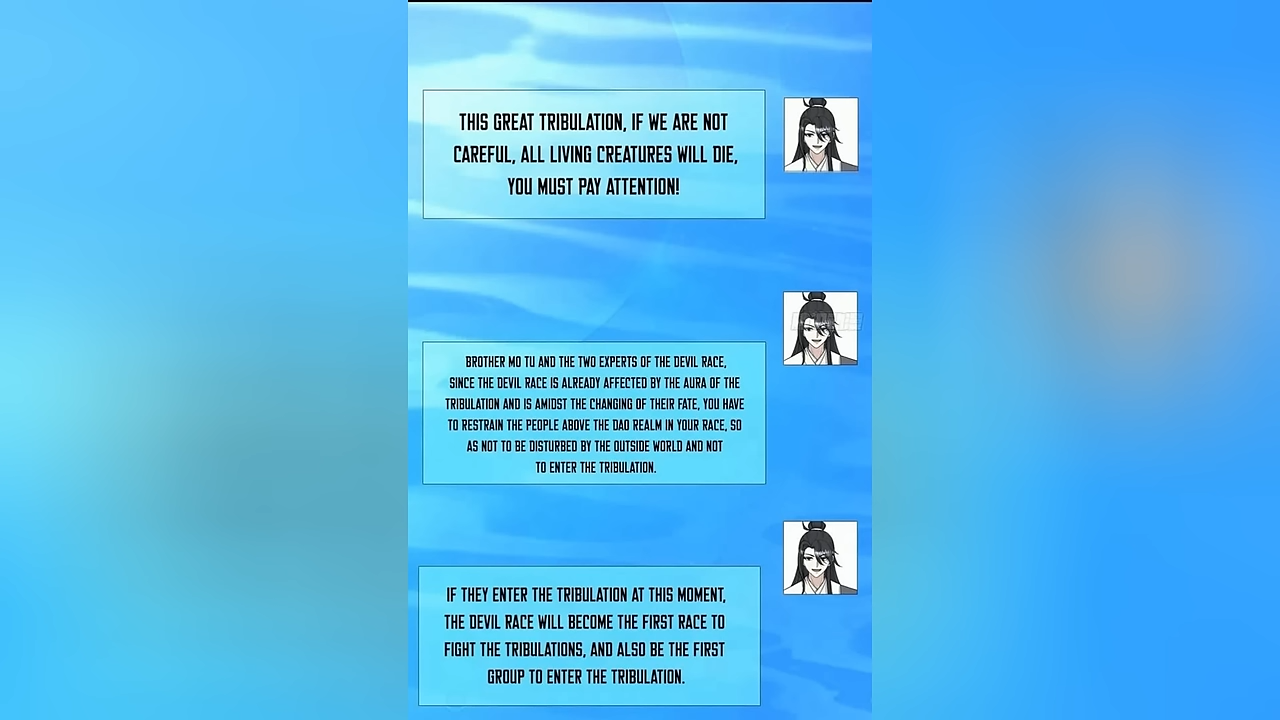 THIS GREAT TRIBULATION, IF WE ARE NOT
CAREFUL, ALL LIVING CREATURES WILL DIE,
YOU MUST PAY ATTENTION!
BROTHER MO TU AND THE TWO EXPERTS OF THE DEVIL RACE,
SINCE THE DEVIL RACE IS ALREADY AFFECTED BY THE AURA OF THE
TRIBULATION AND IS AMIDST THE CHANGING OF THEIR FATE, YOU HAVE
TO RESTRAIN THE PEOPLE ABOVE THE DAO REALM IN YOUR RACE, SO
AS NOT TO BE DISTURBED BY THE OUTSIDE WORLD AND NOT
TO ENTER THE TRIBULATION.
IF THEY ENTER THE TRIBULATION AT THIS MOMENT,
THE DEVIL RACE WILL BECOME THE FIRST RACE TO
FIGHT THE TRIBULATIONS, AND ALSO BE THE FIRST
GROUP TO ENTER THE TRIBULATION.